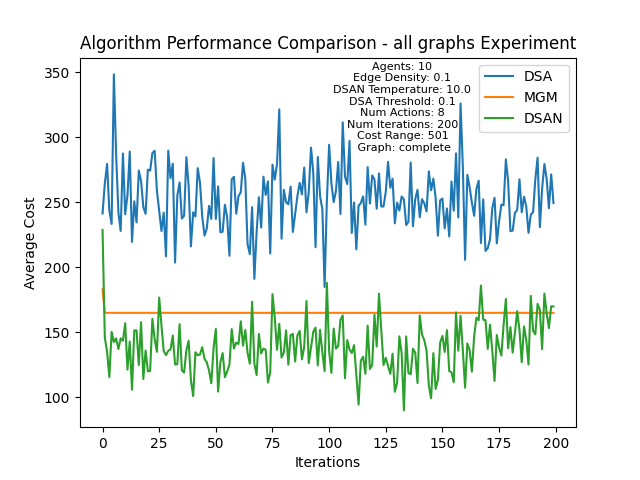 Algorithm Performance Comparison - all graphs Experiment
Agents: 10
Edge Density: 0.1
DSAN Temperature: 10.0
DSA Threshold: 0.1
Num Actions: 8
Num Iterations: 200
Cost Range: 501
Graph: complete
DSA
MGM
DSAN
Average Cost
350
300
250
200
150
100
0
25
50
75
100
125
150
175
200
Iterations